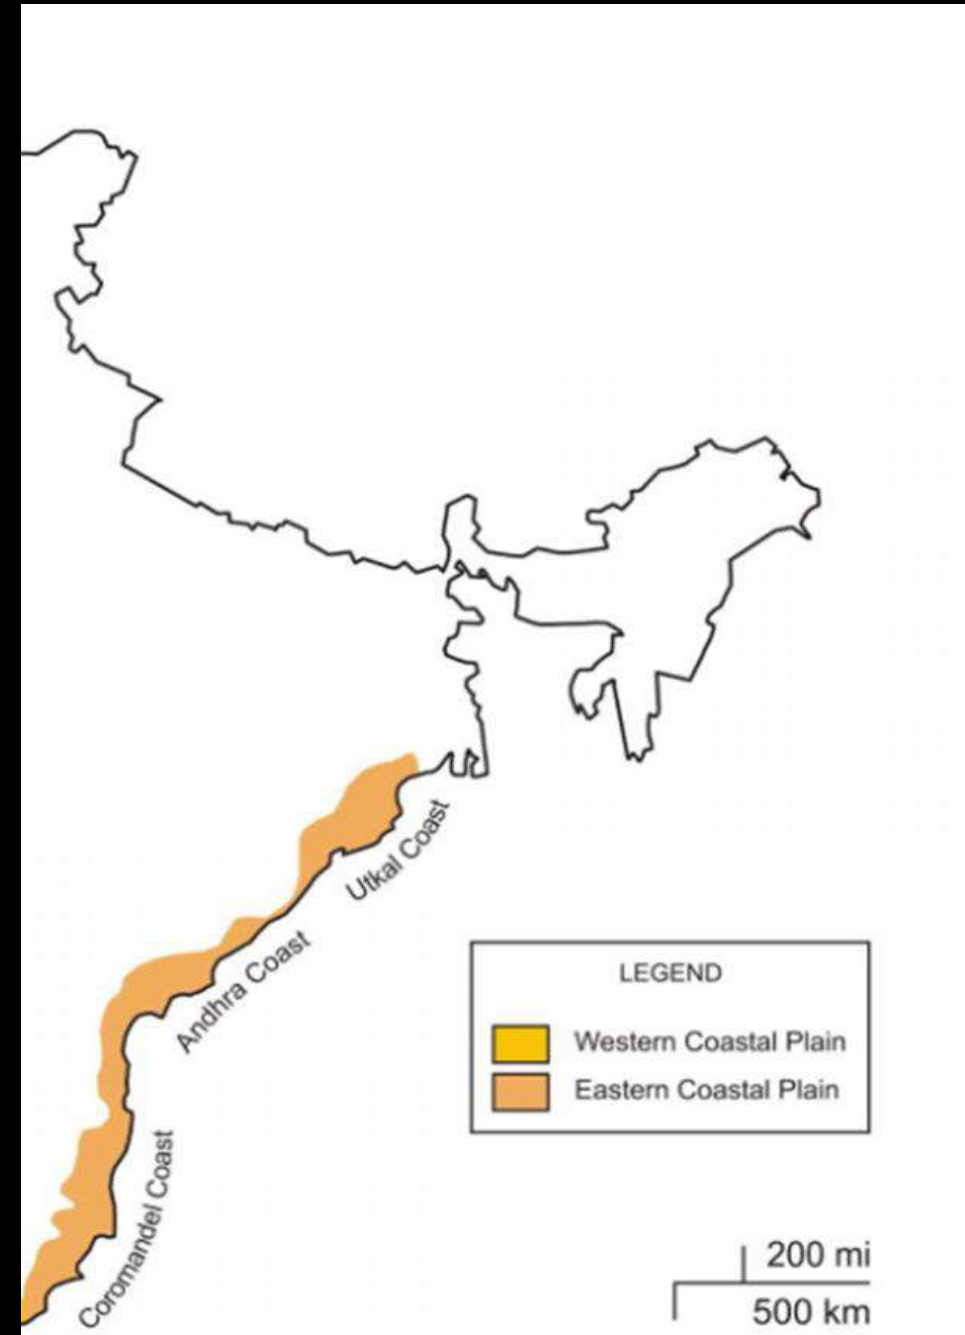 Utkal Coast
Andhra Coast
LEGEND
Western Coastal Plain
Eastern Coastal Plain
Coromandel Coast
200 mi
500 km